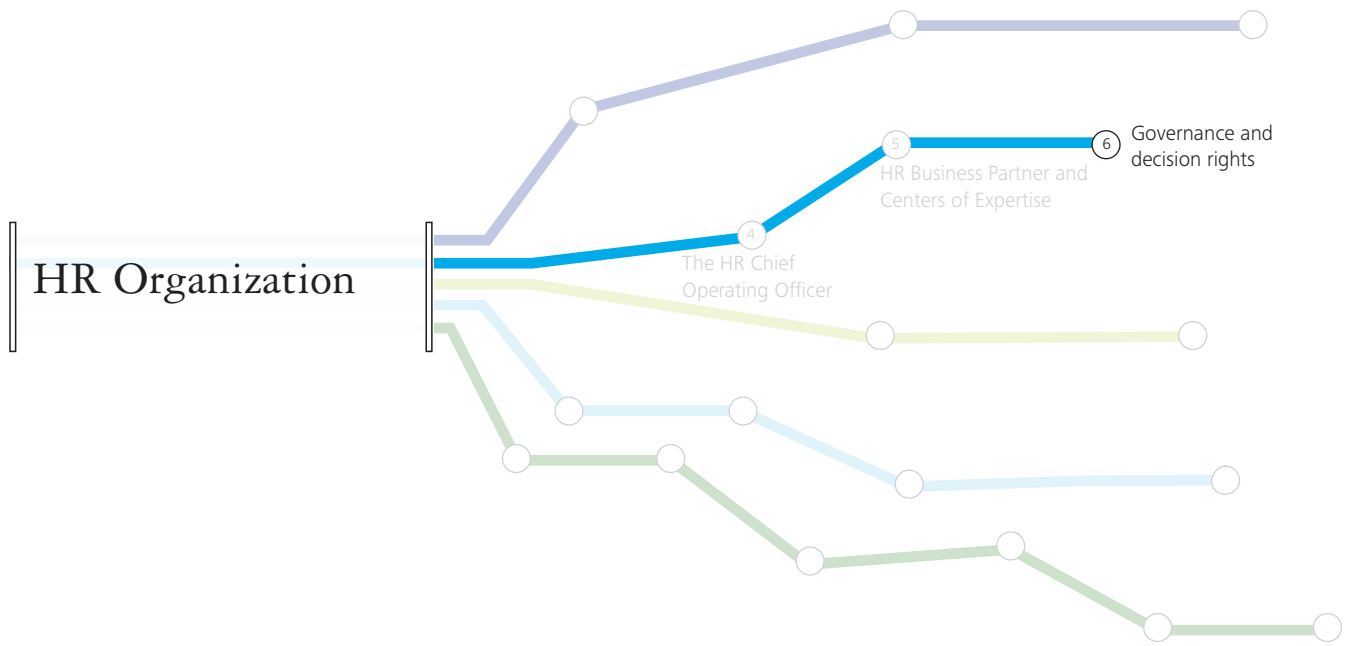 6
Governance and
decision rights
5
HR Business Partner and
Centers of Expertise
4
The HR Chief
Operating Officer
HR Organization